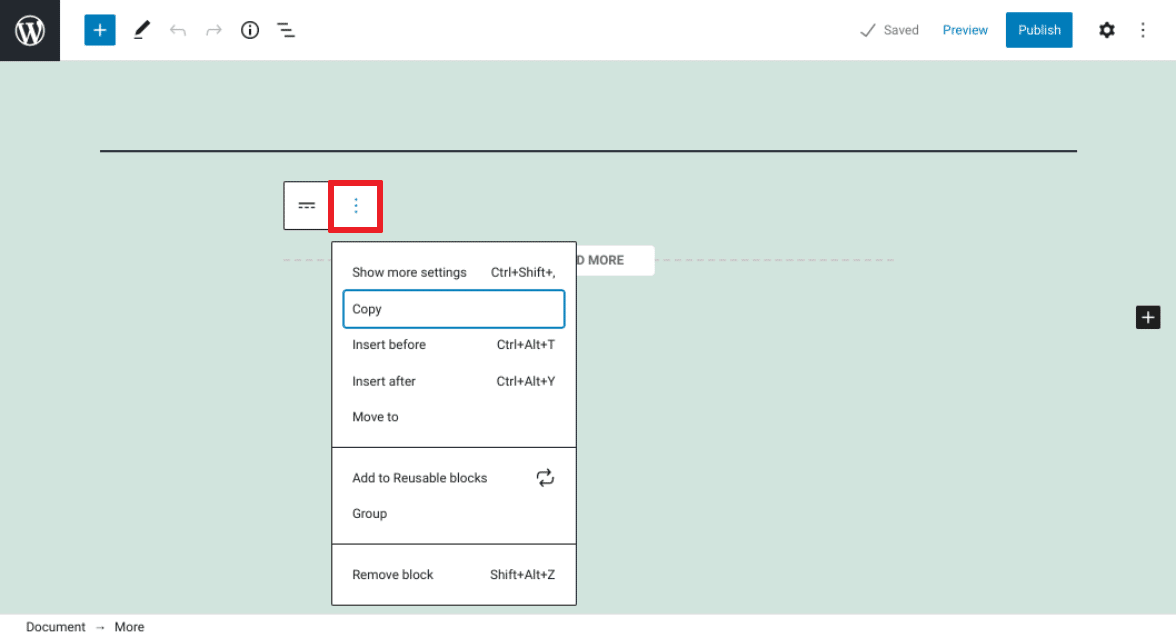 Saved Preview Publish
D MORE
Show more settings Ctrl+Shift+,
Copy
Insert before Ctrl+Alt+T
Insert after Ctrl+Alt+Y
Move to
Add to Reusable blocks
Group
Remove block Shift+Alt+Z
Document → More